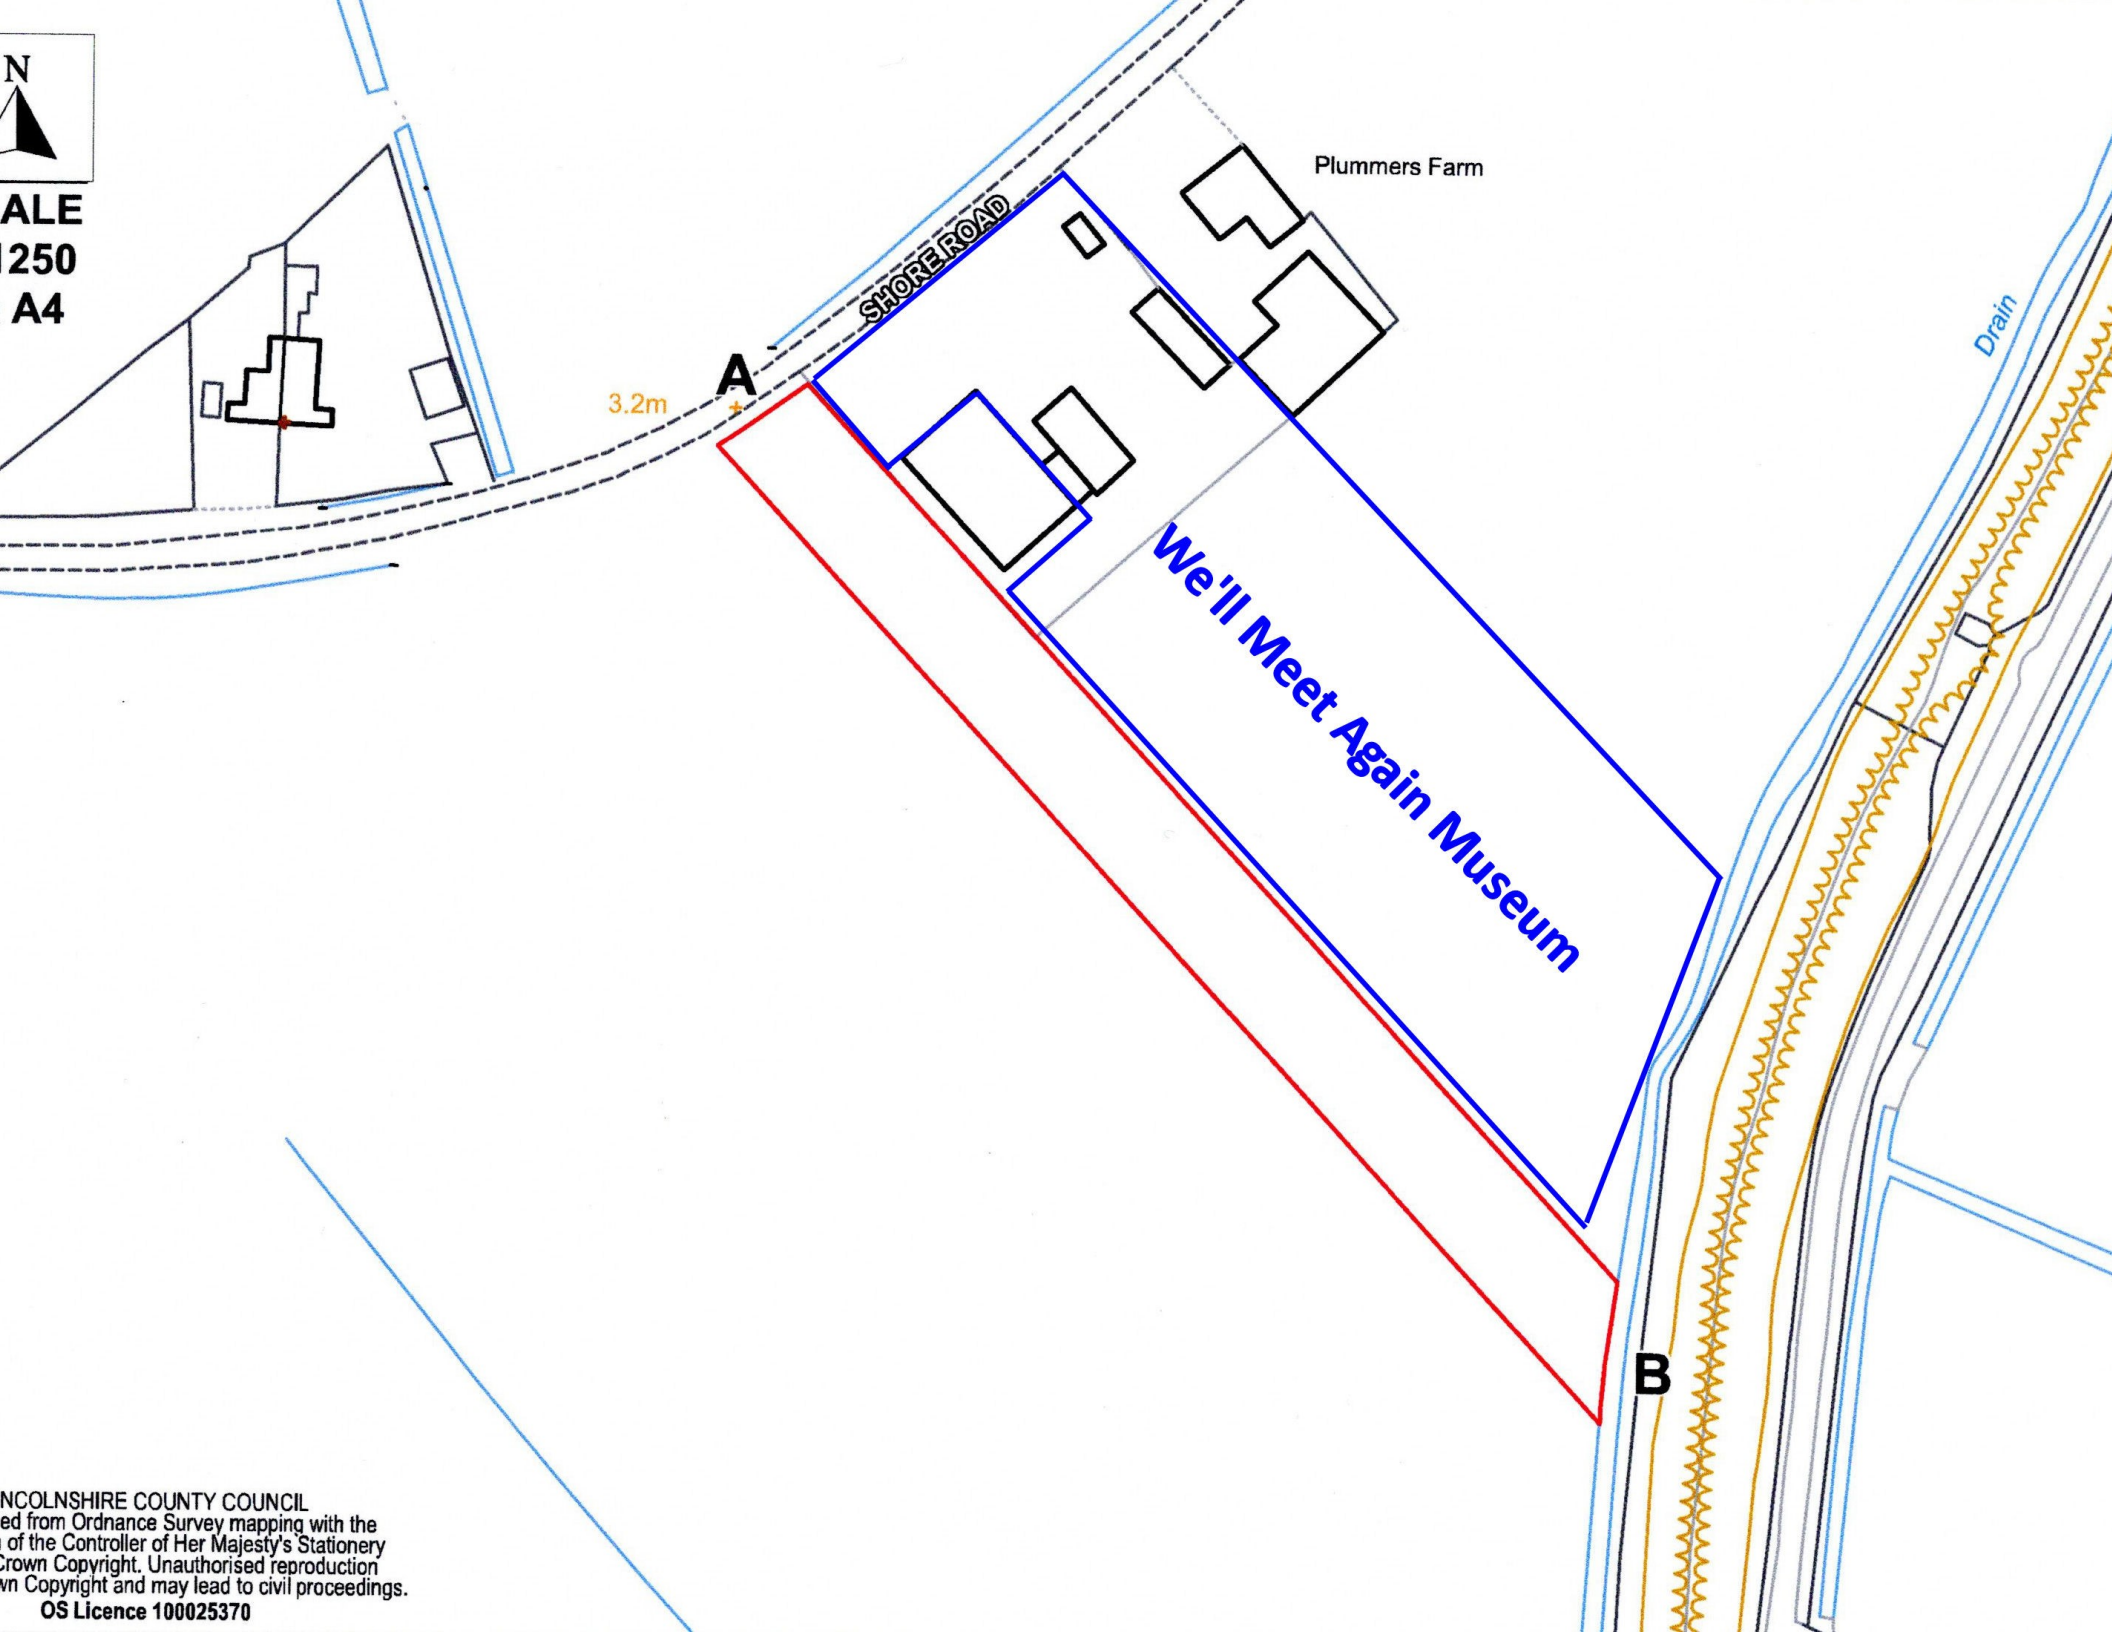 N
ALE
1250
A4
Plummers Farm
SHORE ROAD
A
3.2m
Drain
We'll Meet Again Museum
B
NCOLNSHIRE COUNTY COUNCIL
ed from Ordnance Survey mapping with the
of the Controller of Her Majesty's Stationery
Crown Copyright. Unauthorised reproduction
wn Copyright and may lead to civil proceedings.
OS Licence 100025370